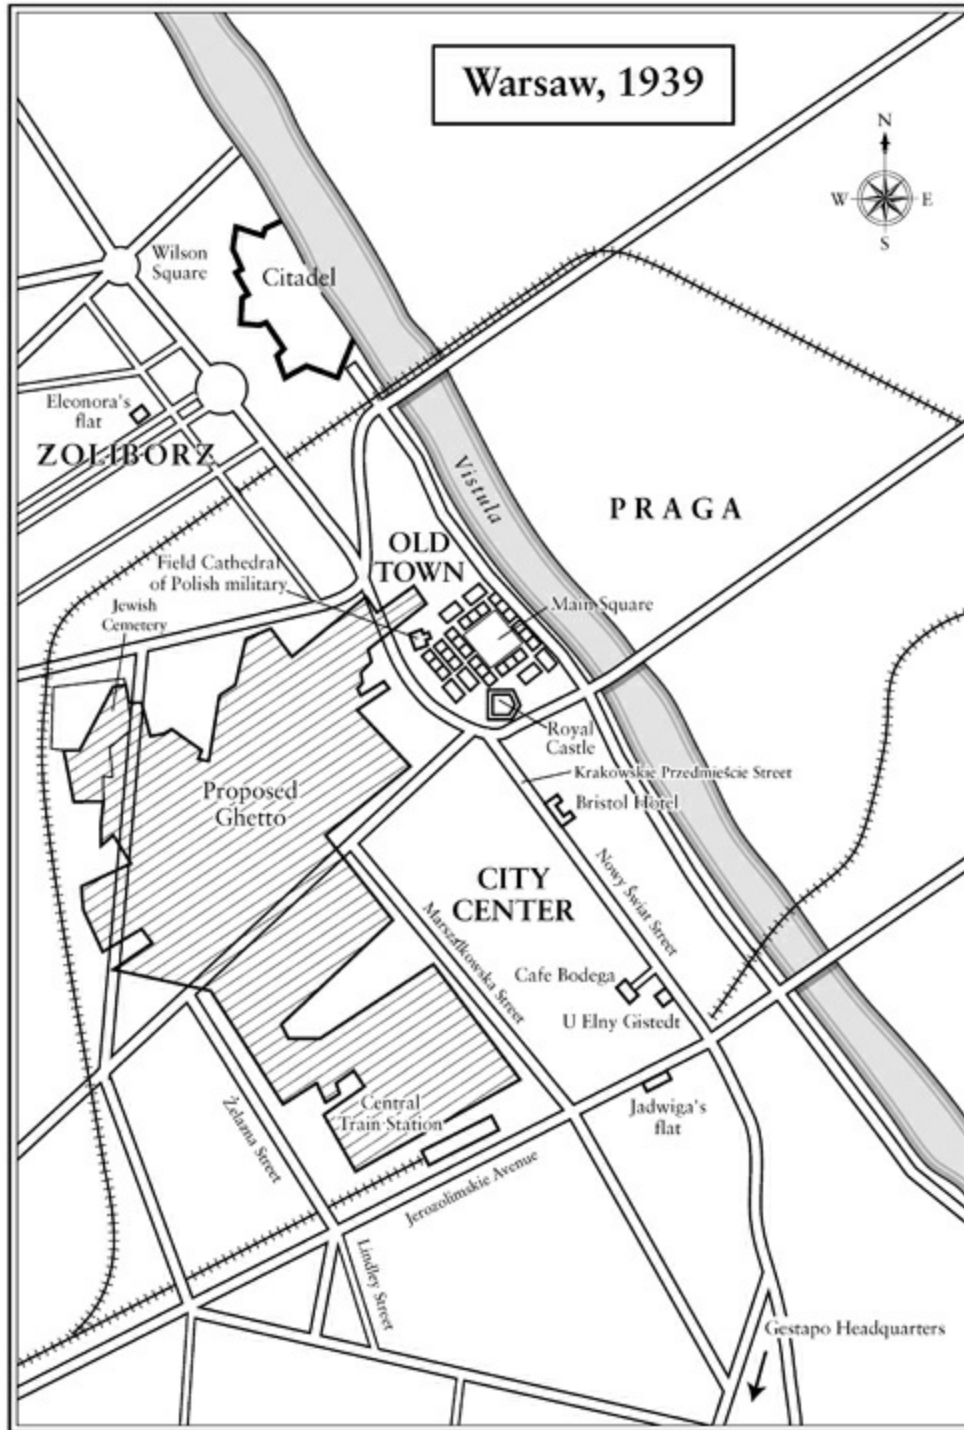 Warsaw, 1939
N
W
E
S
Wilson
Square
Citadel
Eleonora's
flat
ZOLIBORZ
Vistula
PRAGA
OLD
TOWN
Field Cathedral
of Polish military
Jewish
Cemetery
Main Square
Royal
Castle
Krakowskie Przedmieście Street
Bristol Hotel
Proposed
Ghetto
CITY
CENTER
Nowy Świat Street
Marszałkowska Street
Cafe Bodega
U Elny Gistedt
Jadwiga's
flat
Central
Train Station
Żelazna Street
Jerozolimskie Avenue
Lindley Street
Gestapo Headquarters